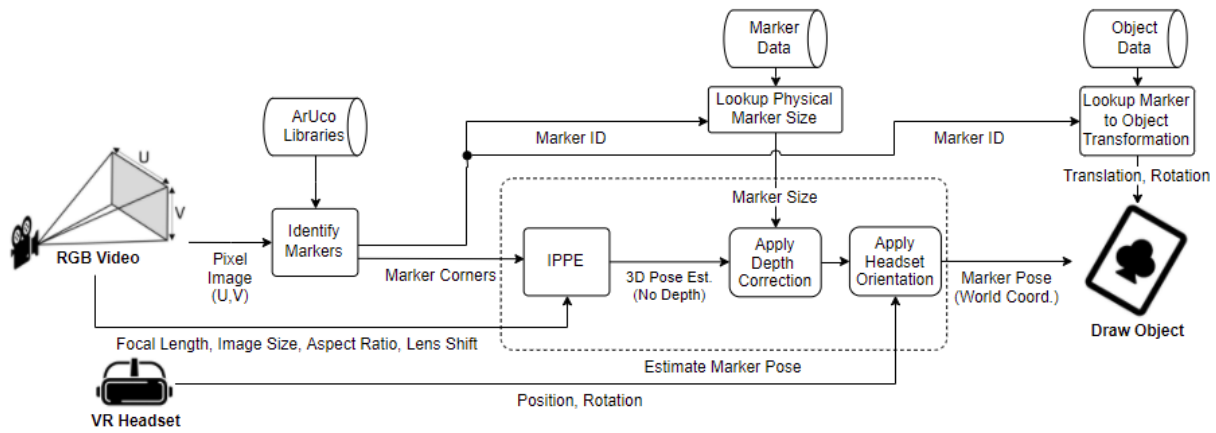 Marker
Data
Object
Data
ArUco
Libraries
Lookup Physical
Marker Size
Lookup Marker
to Object
Transformation
Marker ID
Marker ID
U
V
Translation, Rotation
Marker Size
RGB Video
Pixel
Image
(U,V)
Identify
Markers
Marker Corners
IPPE
3D Pose Est.
(No Depth)
Apply
Depth
Correction
Apply
Headset
Orientation
Marker Pose
(World Coord.)
Draw Object
Focal Length, Image Size, Aspect Ratio, Lens Shift
Estimate Marker Pose
Position, Rotation
VR Headset